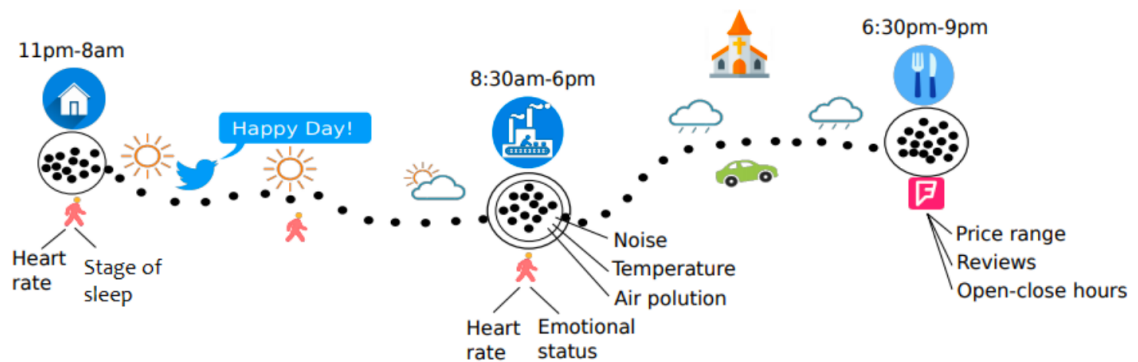 11pm-8am
Happy Day!
8:30am-6pm
6:30pm-9pm
Heart
rate
Stage of
sleep
Noise
Temperature
Air polution
Heart
rate
Emotional
status
Price range
Reviews
Open-close hours